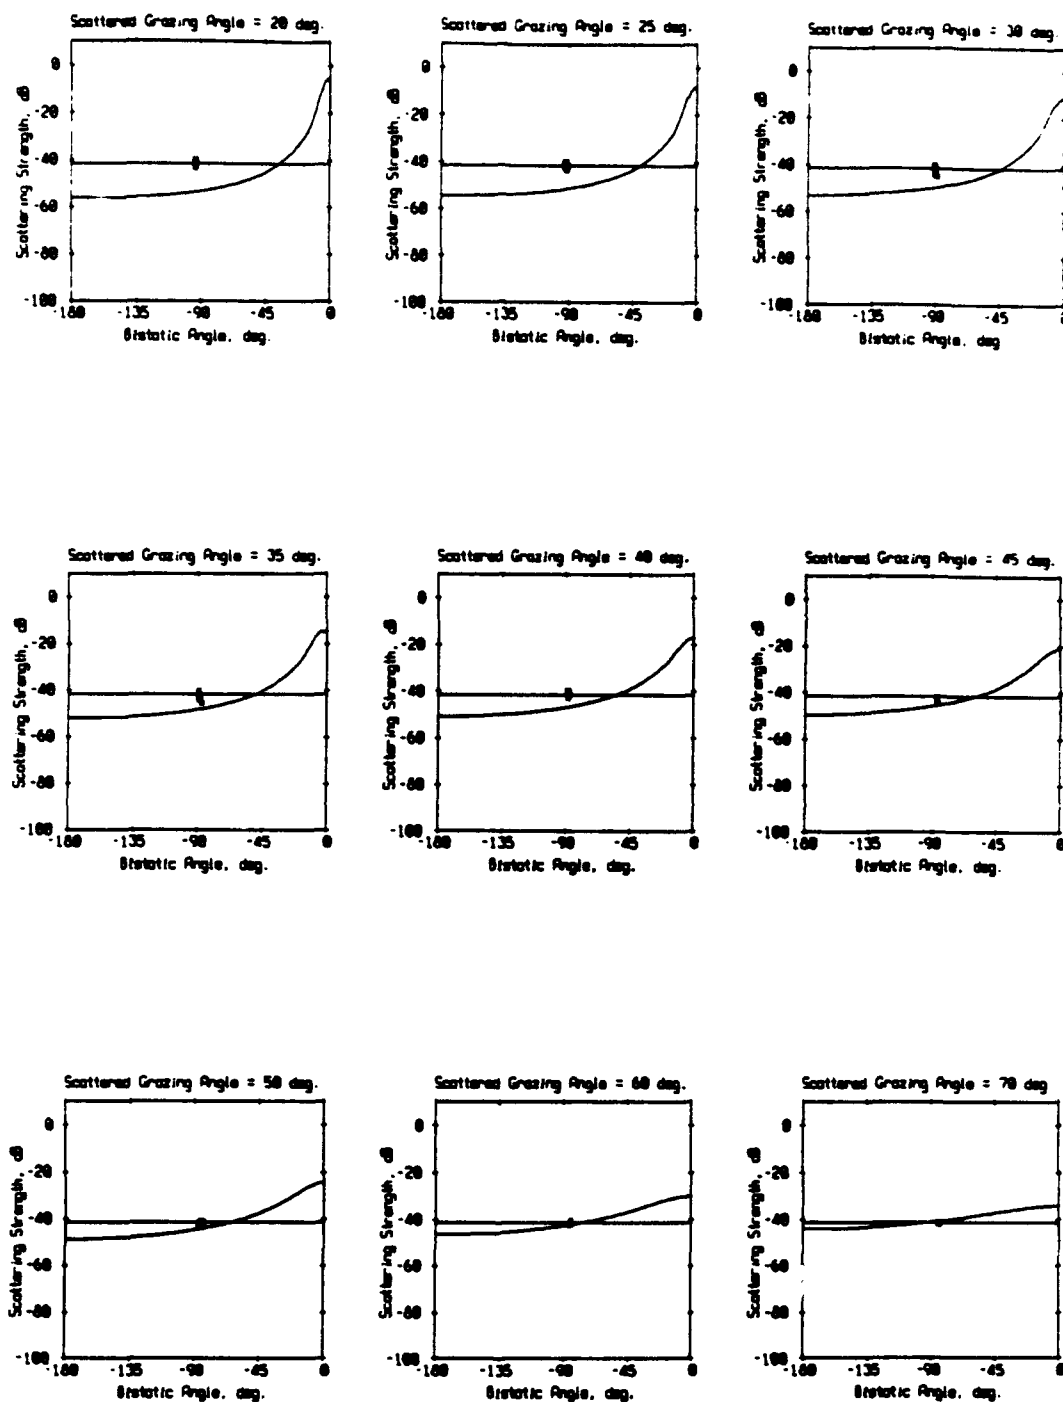 Scattered Grazing Angle = 20 deg.
Scattering Strength, dB
0
-20
-40
-60
-80
-100
-180 -135 -90 -45 0
Bistatic Angle, deg.
Scattered Grazing Angle = 25 deg.
Scattering Strength, dB
0
-20
-40
-60
-80
-100
-180 -135 -90 -45 0
Bistatic Angle, deg.
Scattered Grazing Angle = 30 deg.
Scattering Strength, dB
0
-20
-40
-60
-80
-100
-180 -135 -90 -45
Bistatic Angle, deg
Scattered Grazing Angle = 35 deg.
Scattering Strength, dB
0
-20
-40
-60
-80
-100
-180 -135 -90 -45 0
Bistatic Angle, deg.
Scattered Grazing Angle = 40 deg.
Scattering Strength, dB
0
-20
-40
-60
-80
-100
-180 -135 -90 -45 0
Bistatic Angle, deg.
Scattered Grazing Angle = 45 deg.
Scattering Strength, dB
0
-20
-40
-60
-80
-100
-180 -135 -90 -45 0
Bistatic Angle, deg.
Scattered Grazing Angle = 50 deg.
Scattering Strength, dB
0
-20
-40
-60
-80
-100
-180 -135 -90 -45 0
Bistatic Angle, deg.
Scattered Grazing Angle = 60 deg.
Scattering Strength, dB
0
-20
-40
-60
-80
-100
-180 -135 -90 -45 0
Bistatic Angle, deg.
Scattered Grazing Angle = 70 deg
Scattering Strength, dB
0
-20
-40
-60
-80
-100
-180 -135 -90 -45 0
Bistatic Angle, deg.